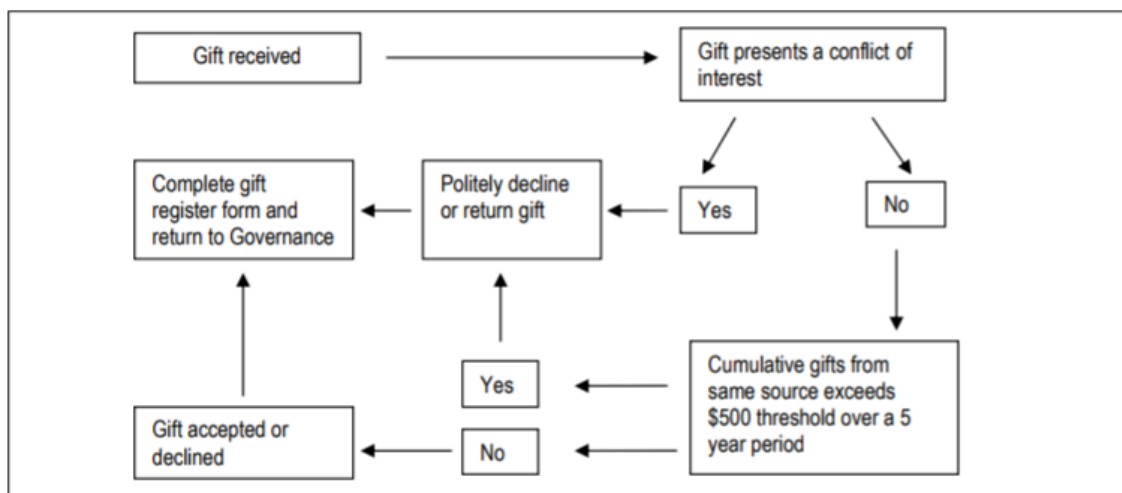 Gift received
Gift presents a conflict of
interest
Complete gift
register form and
return to Governance
Politely decline
or return gift
Yes
No
Yes
Cumulative gifts from
same source exceeds
$500 threshold over a 5
year period
Gift accepted or
declined
No